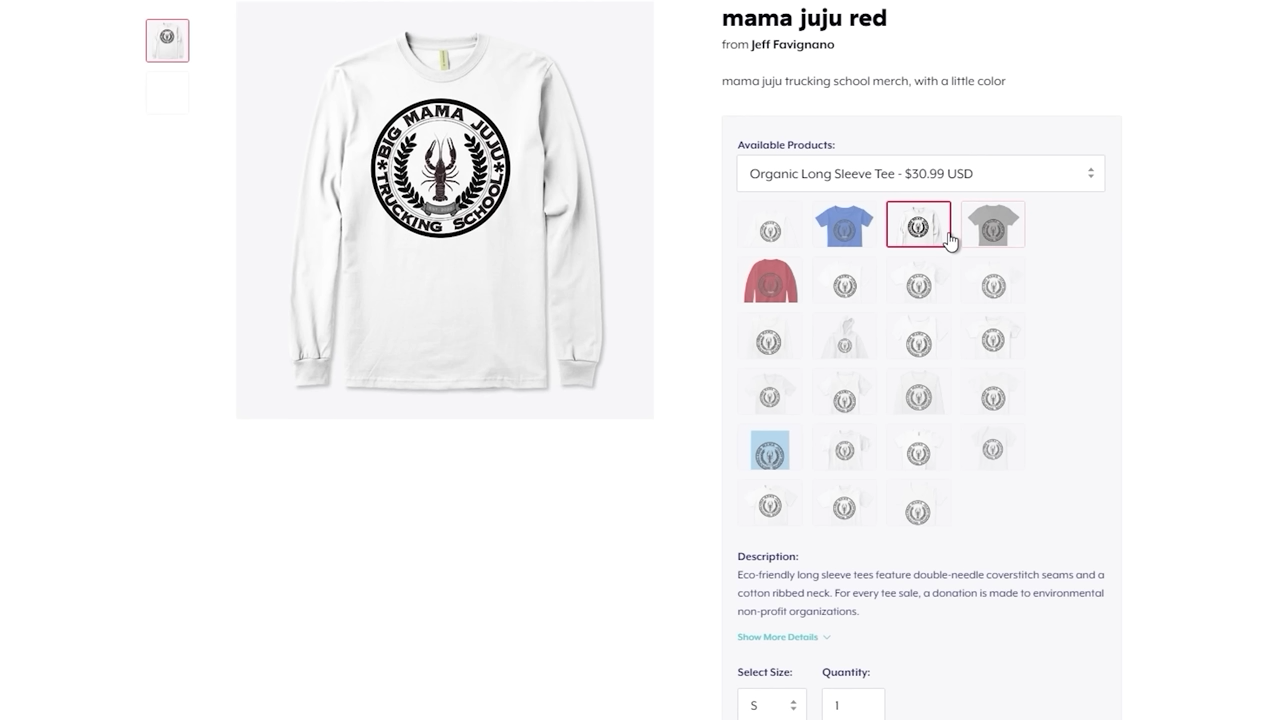 mama juju red
from Jeff Favignano
mama juju trucking school merch, with a little color
BIG MAMA JUJU
TRUCKING SCHOOL
Available Products:
Organic Long Sleeve Tee - $30.99 USD
Description:
Eco-friendly long sleeve tees feature double-needle coverstitch seams and a
cotton ribbed neck. For every tee sale, a donation is made to environmental
non-profit organizations.
Show More Details
Select Size:
Quantity:
S
1